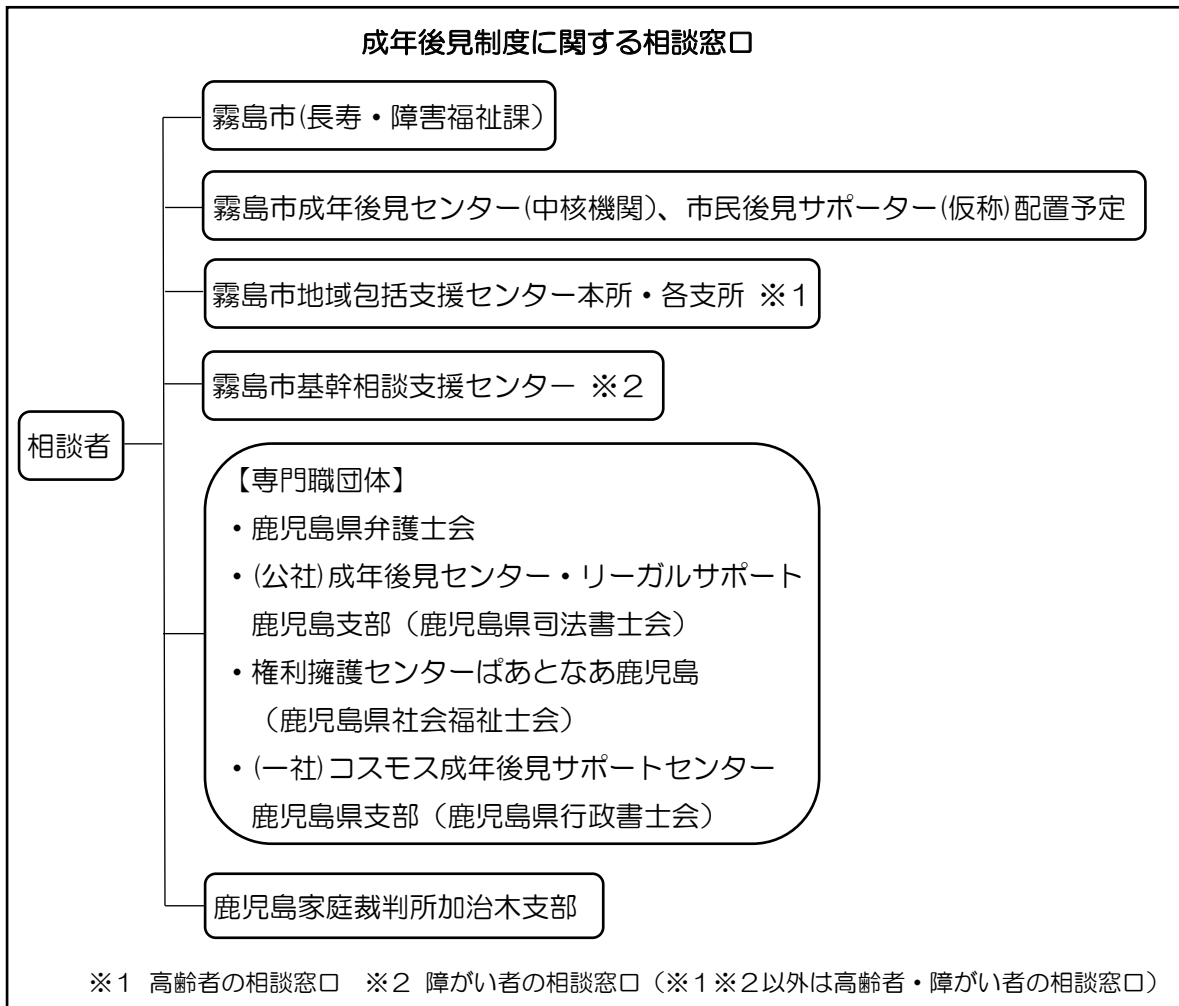 成年後見制度に関する相談窓口
霧島市(長寿・障害福祉課)
霧島市成年後見センター(中核機関)、市民後見サポーター(仮称)配置予定
霧島市地域包括支援センター本所・各支所 ※1
霧島市基幹相談支援センター ※2
相談者
【専門職団体】
・鹿児島県弁護士会
・(公社)成年後見センター・リーガルサポート
鹿児島支部(鹿児島県司法書士会)
・権利擁護センターぱあとなあ鹿児島
(鹿児島県社会福祉士会)
・(一社)コスモス成年後見サポートセンター
鹿児島県支部(鹿児島県行政書士会)
鹿児島家庭裁判所加治木支部
※1 高齢者の相談窓口 ※2 障がい者の相談窓口(※1※2以外は高齢者・障がい者の相談窓口)